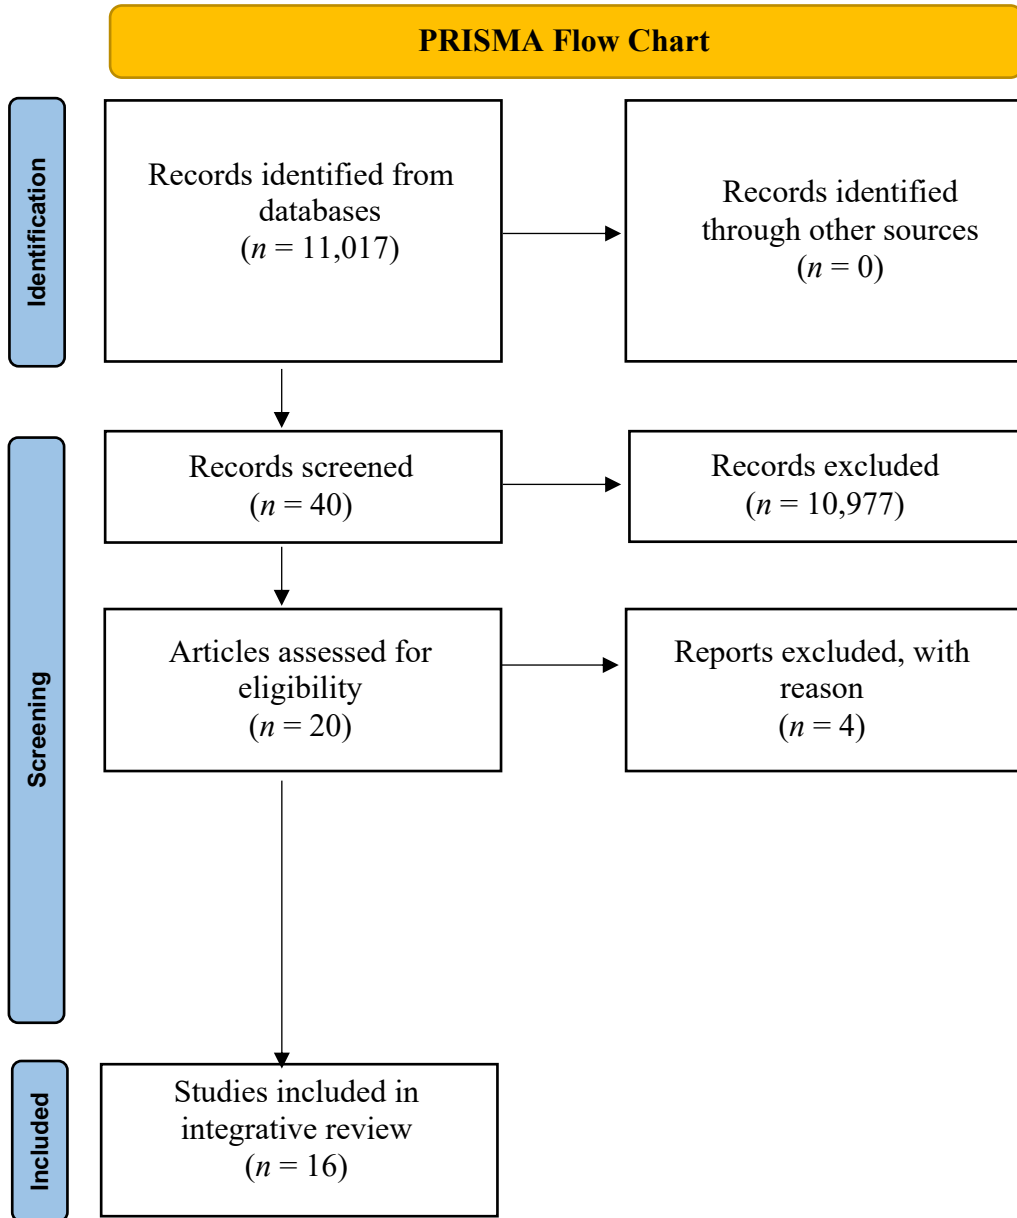 PRISMA Flow Chart
Identification
Records identified from
databases
(n = 11,017)
Records identified
through other sources
(n = 0)
Screening
Records screened
(n = 40)
Records excluded
(n = 10,977)
Articles assessed for
eligibility
(n = 20)
Reports excluded, with
reason
(n = 4)
Included
Studies included in
integrative review
(n = 16)